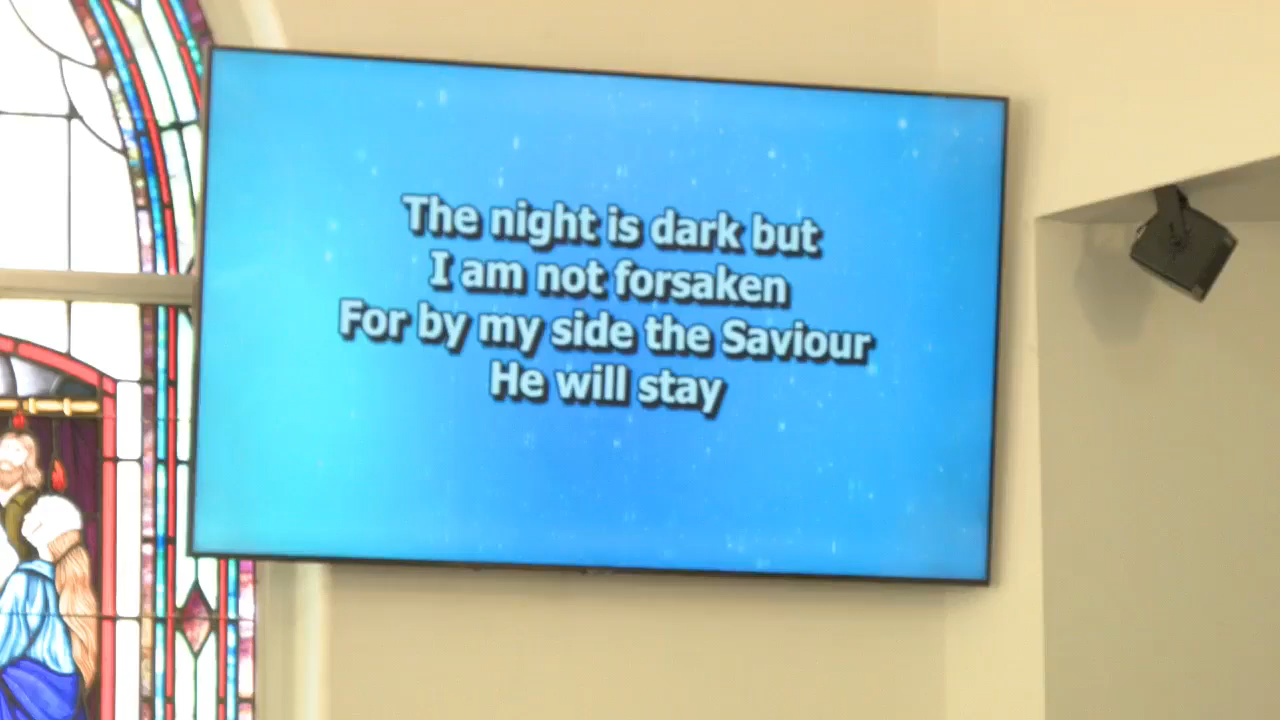 The night is dark but
I am not forsaken
For by my side the Saviour
He will stay